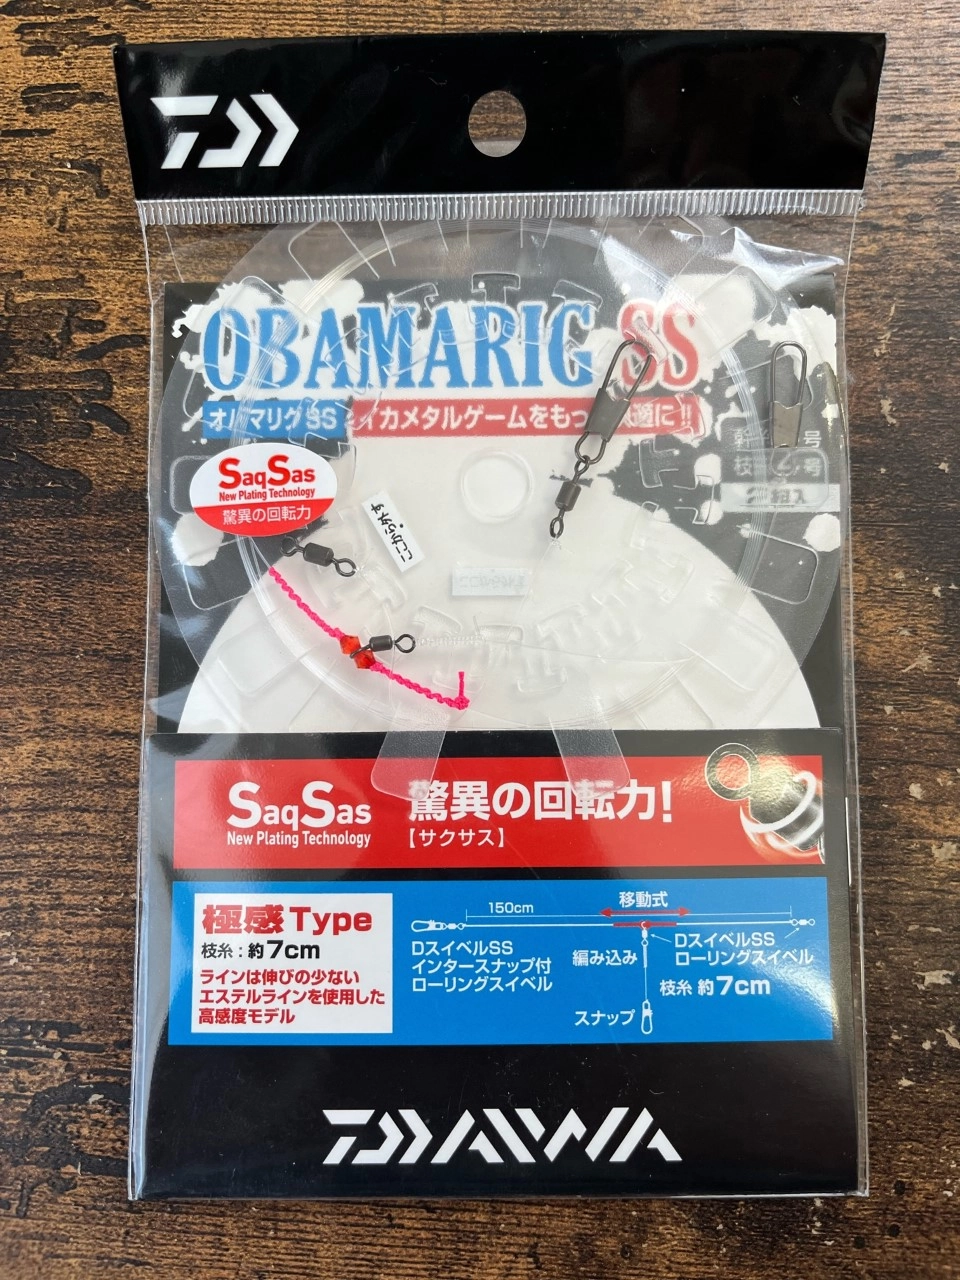 OBAMARIG SS
オバマリグSS イカメタルゲームをもっ 適に!!
SaqSas
New Plating Technology
驚異の回転力
幹 号
枝 号
2組入
ここから外す
SaqSas
New Plating Technology
驚異の回転力!
【サクサス】
極感Type
枝糸:約7cm
ラインは伸びの少ない
エステルラインを使用した
高感度モデル
150cm
移動式
DスイベルSS
インタースナップ付
ローリングスイベル
編み込み
DスイベルSS
ローリングスイベル
枝糸 約7cm
スナップ
DAIWA